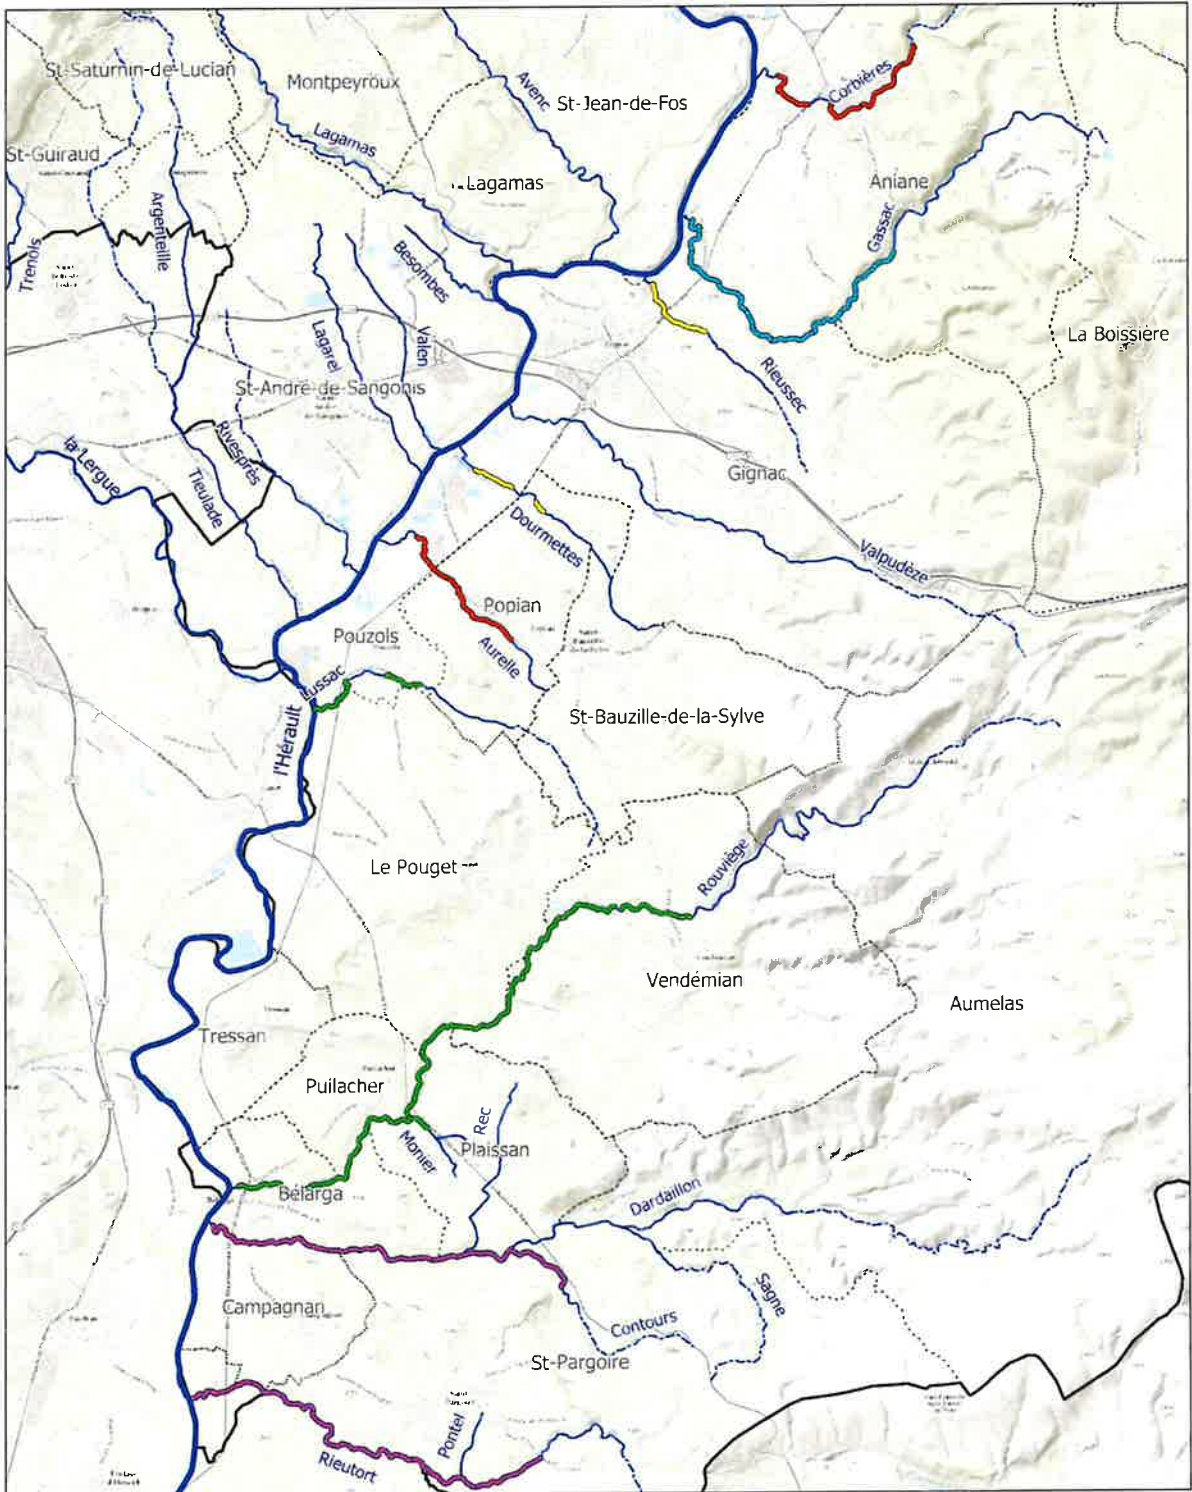 St-Saturnin-de-Lucian
Montpeyroux
Avenc
St-Jean-de-Fos
Corbières
St-Guiraud
Lagamas
Lagamas
Aniane
Argenteille
Trenols
Besombes
Gassac
La Boissière
Lagarel
Valen
St-André-de-Sangonis
Rieussec
Rivesprès
la Lergue
Tieulade
Gignac
Dourmettes
Valpudèze
Popian
Pouzols
Aurelle
Lussac
l'Hérault
St-Bauzille-de-la-Sylve
Le Pouget
Rouviège
Vendémian
Aumelas
Tressan
Puilacher
Rec
Monier
Plaissan
Bélarga
Dardaillon
Sagne
Campagnan
Contours
St-Pargoire
Pontel
Rieutort